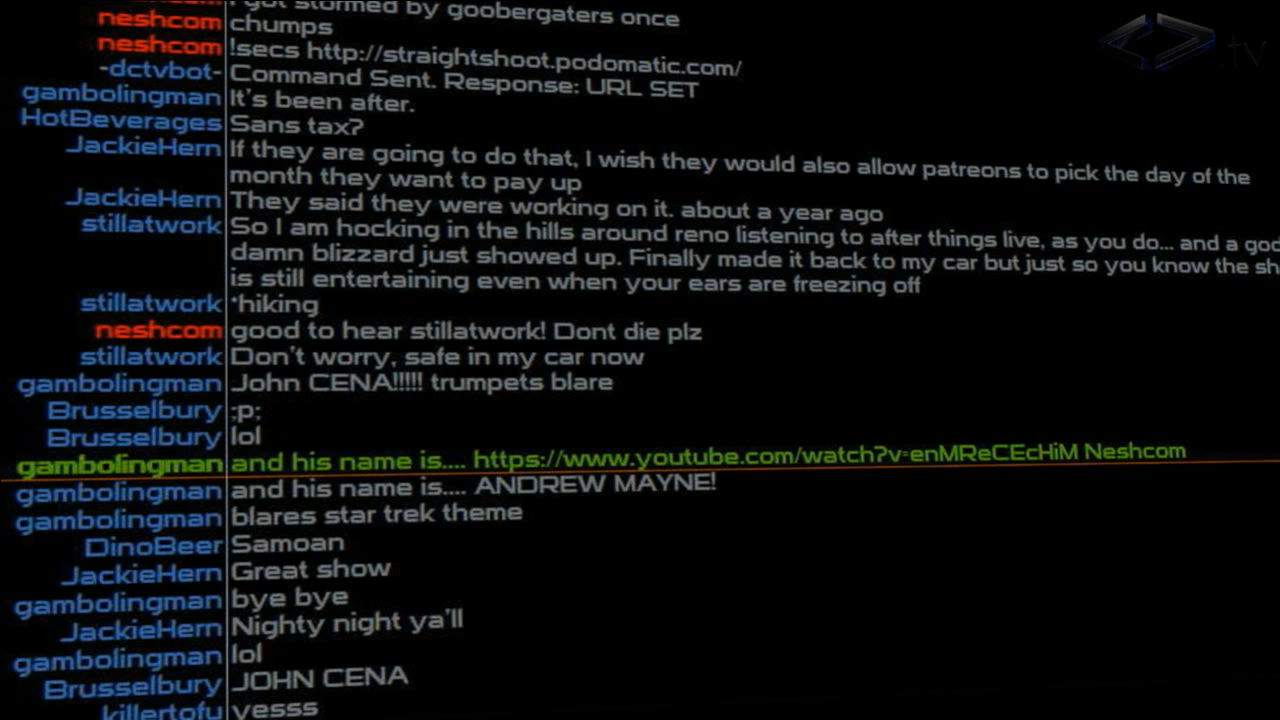 I got stormed by goobergaters once
neshcom chumps
neshcom !secs http://straightshoot.podomatic.com/
-dctvbot- Command Sent. Response: URL SET
gambolingman It's been after.
HotBeverages Sans tax?
JackieHern If they are going to do that, I wish they would also allow patreons to pick the day of the
month they want to pay up
JackieHern They said they were working on it. about a year ago
stillatwork So I am hocking in the hills around reno listening to after things live, as you do... and a god
damn blizzard just showed up. Finally made it back to my car but just so you know the sh
is still entertaining even when your ears are freezing off
stillatwork *hiking
neshcom good to hear stillatwork! Dont die plz
stillatwork Don't worry, safe in my car now
gambolingman John CENA!!!!! trumpets blare
Brusselbury ;p;
Brusselbury lol
gambolingman and his name is.... https://www.youtube.com/watch?v=enMReCEcHiM Neshcom
gambolingman and his name is.... ANDREW MAYNE!
gambolingman blares star trek theme
DinoBeer Samoan
JackieHern Great show
gambolingman bye bye
JackieHern Nighty night ya'll
gambolingman lol
Brusselbury JOHN CENA
killertofu yesss
.tv